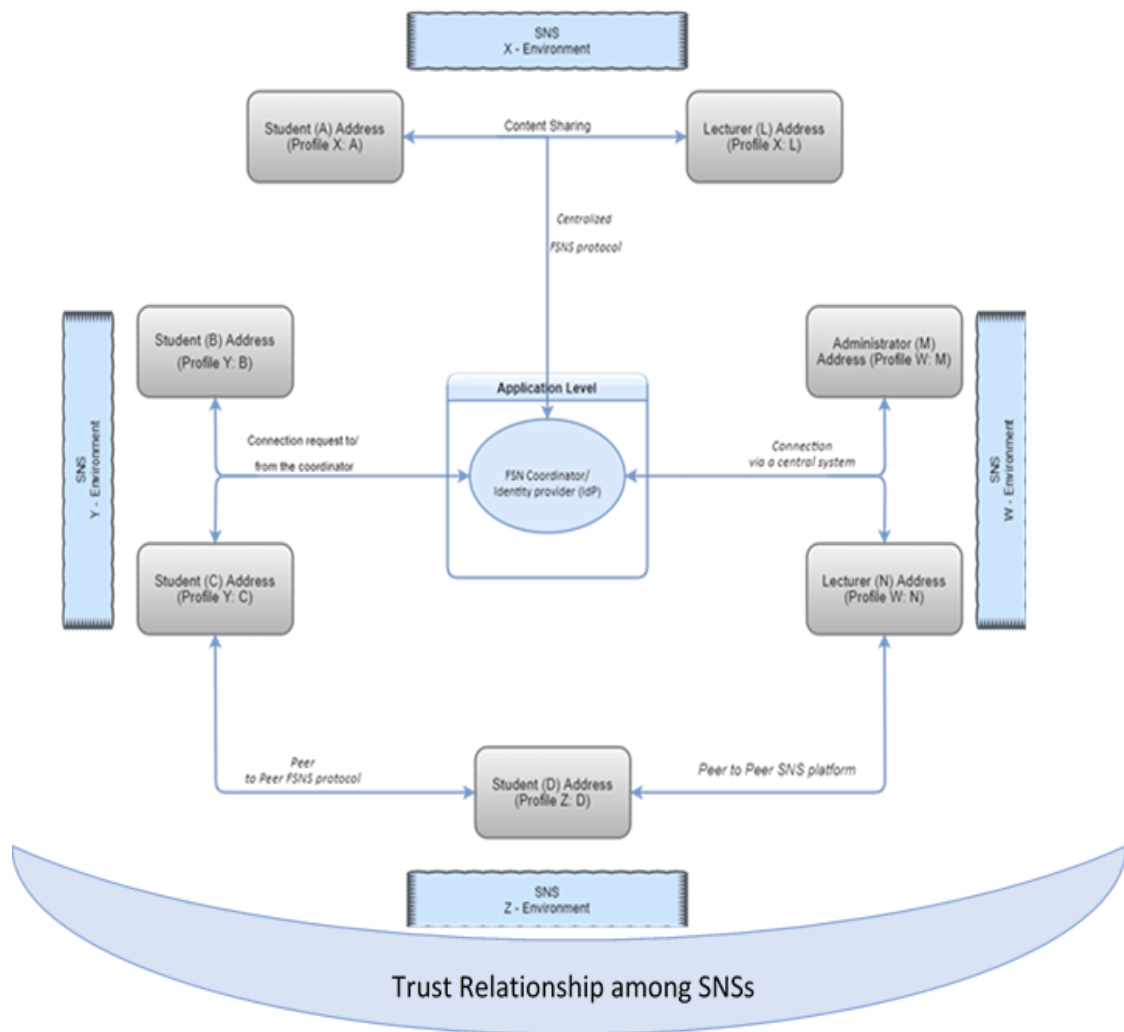 SNS
X - Environment
Student (A) Address
(Profile X: A)
Content Sharing
Lecturer (L) Address
(Profile X: L)
Centralized
FSNS protocol
Student (B) Address
(Profile Y: B)
Administrator (M)
Address (Profile W: M)
SNS
Y - Environment
Application Level
Connection request to/
from the coordinator
FSN Coordinator/
Identity provider (IdP)
Connection
via a central system
SNS
W - Environment
Student (C) Address
(Profile Y: C)
Lecturer (N) Address
(Profile W: N)
Peer
to Peer FSNS protocol
Student (D) Address
(Profile Z: D)
Peer to Peer SNS platform
SNS
Z - Environment
Trust Relationship among SNSs